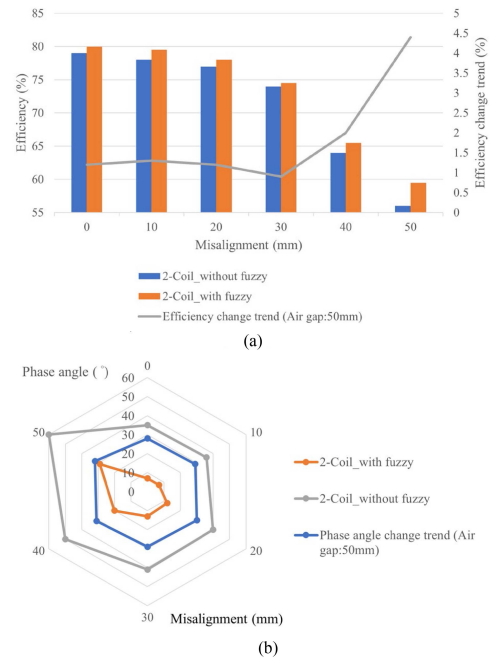 85
80
75
70
65
60
55
Efficiency (%)
5
4.5
4
3.5
3
2.5
2
1.5
1
0.5
0
Efficiency change trend (%)
0 10 20 30 40 50
Misalignment (mm)
2-Coil_without fuzzy
2-Coil_with fuzzy
Efficiency change trend (Air gap:50mm)
(a)
0
Phase angle (°)
60
50
40
30
20
10
0
50
10
40
20
30
2-Coil_with fuzzy
2-Coil_without fuzzy
Phase angle change trend (Air
gap:50mm)
Misalignment (mm)
(b)